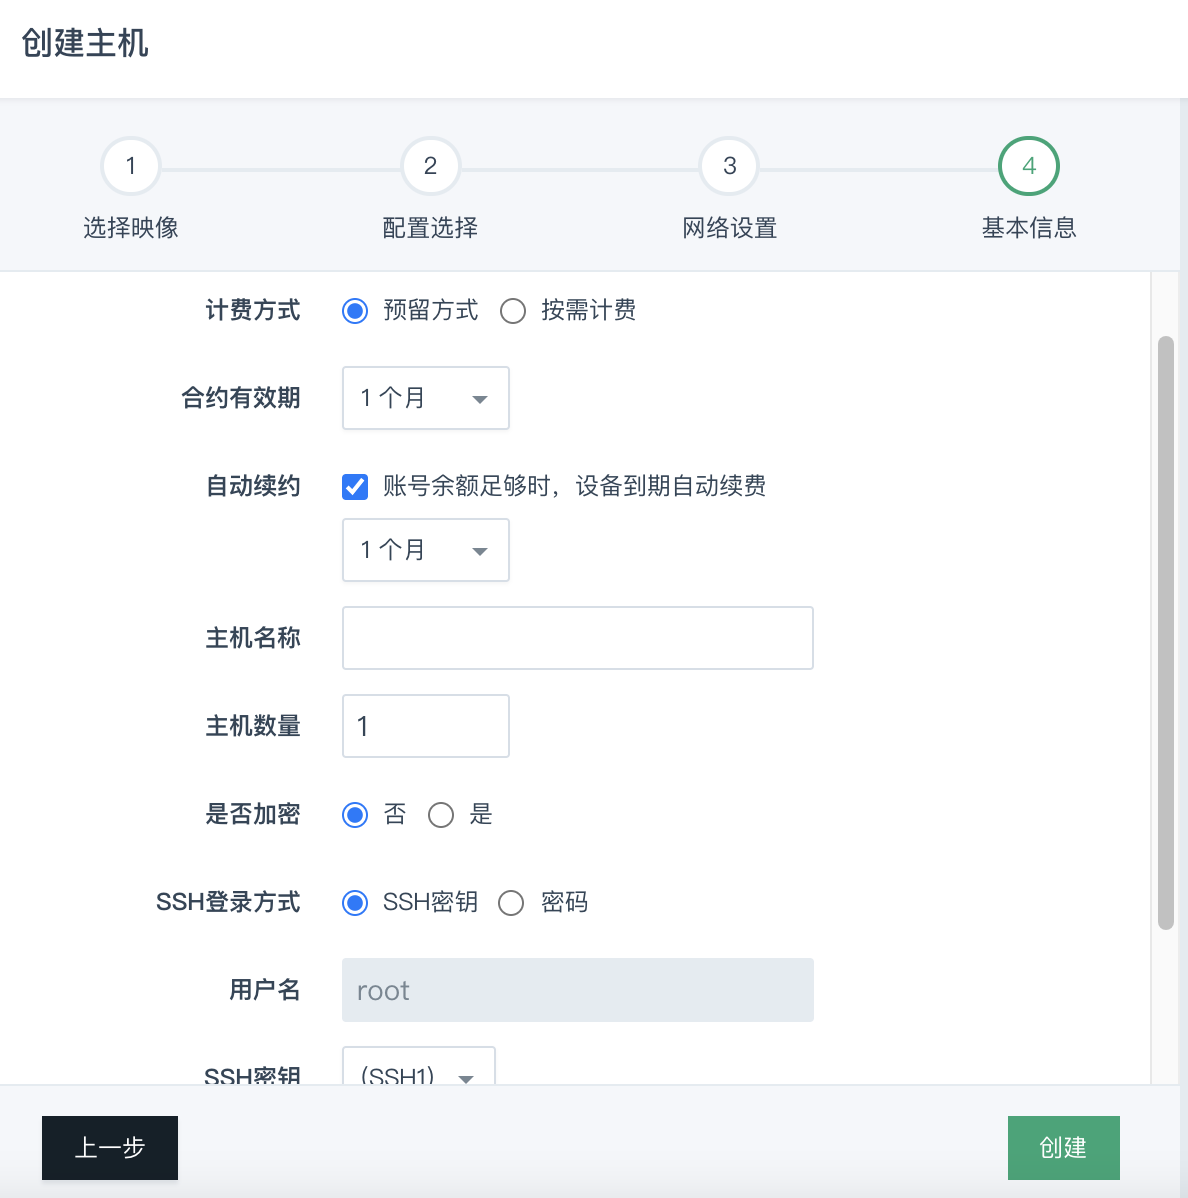 创建主机
1 2 3 4
选择映像 配置选择 网络设置 基本信息
计费方式 预留方式 按需计费
合约有效期 1 个月
自动续约 账号余额足够时，设备到期自动续费
1 个月
主机名称
主机数量 1
是否加密 否 是
SSH登录方式 SSH密钥 密码
用户名 root
SSH密钥 (SSH1)
上一步 创建